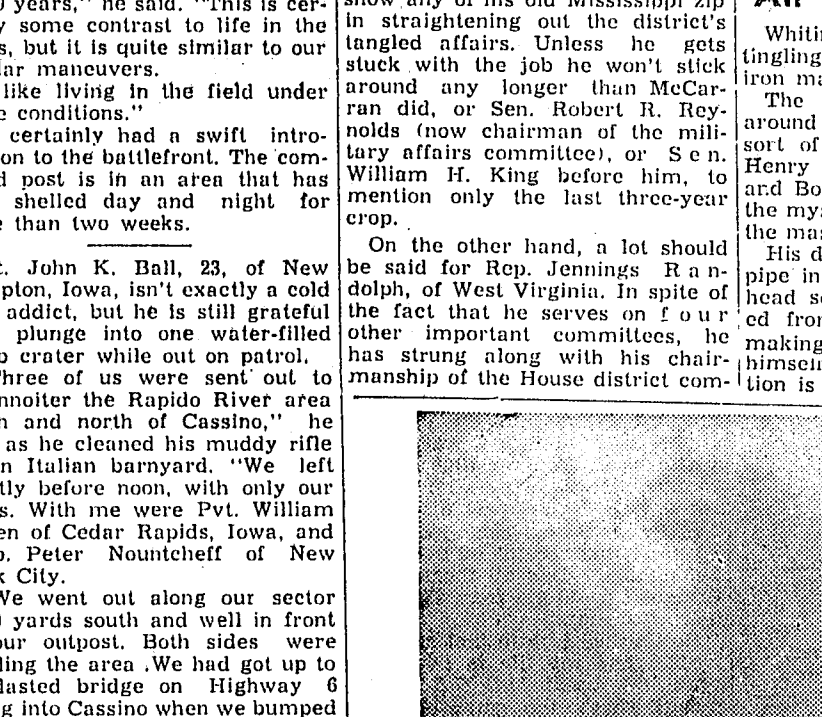 years," he said. "This is cer-
some contrast to life in the
but it is quite similar to our
maneuvers.
like living in the field under
conditions."
certainly had a swift intro-
on to the battlefront. The com-
post is in an area that has
shelled day and night for
than two weeks.
John K. Ball, 23, of New
pton, Iowa, isn't exactly a cold
addict, but he is still grateful
plunge into one water-filled
crater while out on patrol.
hree of us were sent out to
nnoiter the Rapido River area
and north of Cassino," he
as he cleaned his muddy rifle
n Italian barnyard. "We left
tly before noon, with only our
s. With me were Pvt. William
en of Cedar Rapids, Iowa, and
Peter Nountcheff of New
City.
We went out along our sector
yards south and well in front
our outpost. Both sides were
ling the area .We had got up to
lasted bridge on Highway 6
g into Cassino when we bumped
show any of his old Mississippi zip
in straightening out the district's
tangled affairs. Unless he gets
stuck with the job he won't stick
around any longer than McCar-
ran did, or Sen. Robert R. Rey-
nolds (now chairman of the mili-
tary affairs committee), or Sen.
William H. King before him, to
mention only the last three-year
crop.
On the other hand, a lot should
be said for Rep. Jennings Ran-
dolph, of West Virginia. In spite of
the fact that he serves on four
other important committees, he
has strung along with his chair-
manship of the House district com-
Whiti
tingling
iron ma
The
around
sort of
Henry
and Bo
the mys
the mas
His d
pipe in
head s
ed from
making
himself
tion is